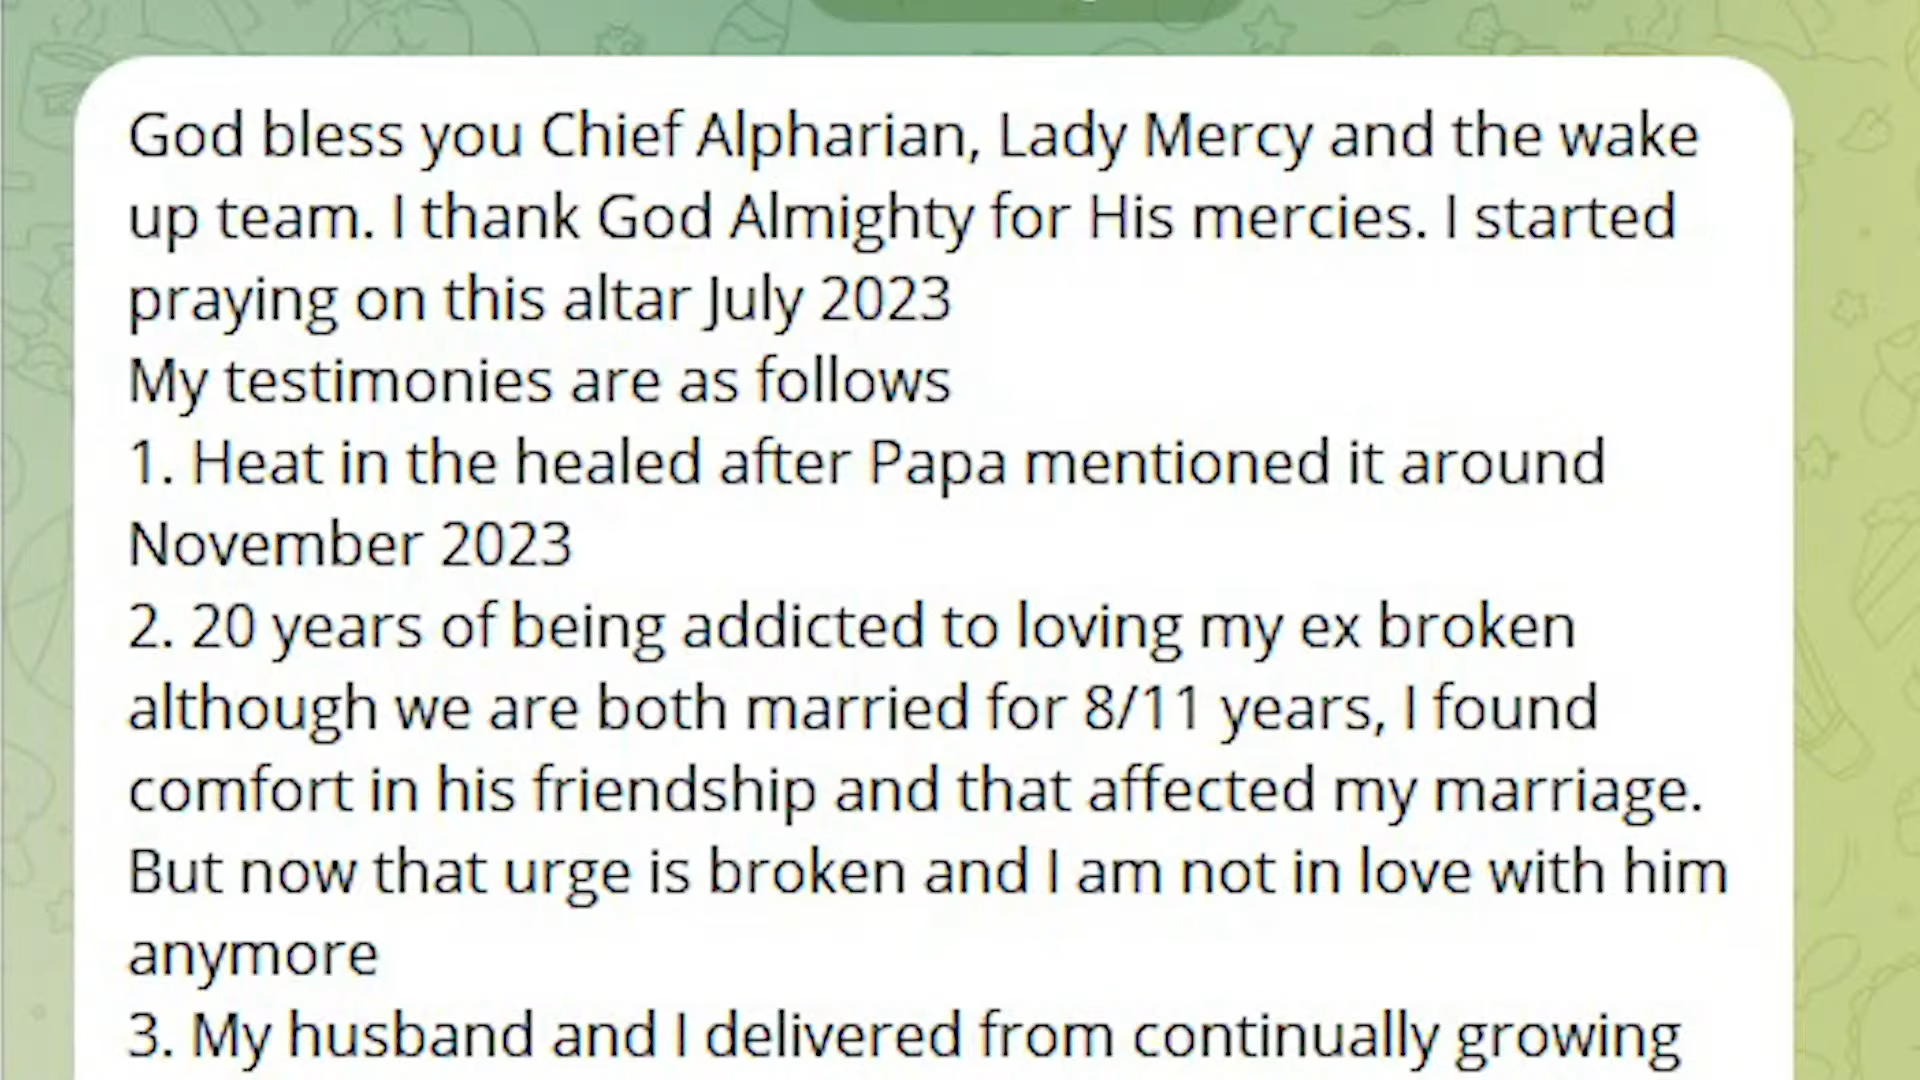 God bless you Chief Alpharian, Lady Mercy and the wake
up team. I thank God Almighty for His mercies. I started
praying on this altar July 2023
My testimonies are as follows
1. Heat in the healed after Papa mentioned it around
November 2023
2. 20 years of being addicted to loving my ex broken
although we are both married for 8/11 years, I found
comfort in his friendship and that affected my marriage.
But now that urge is broken and I am not in love with him
anymore
3. My husband and I delivered from continually growing